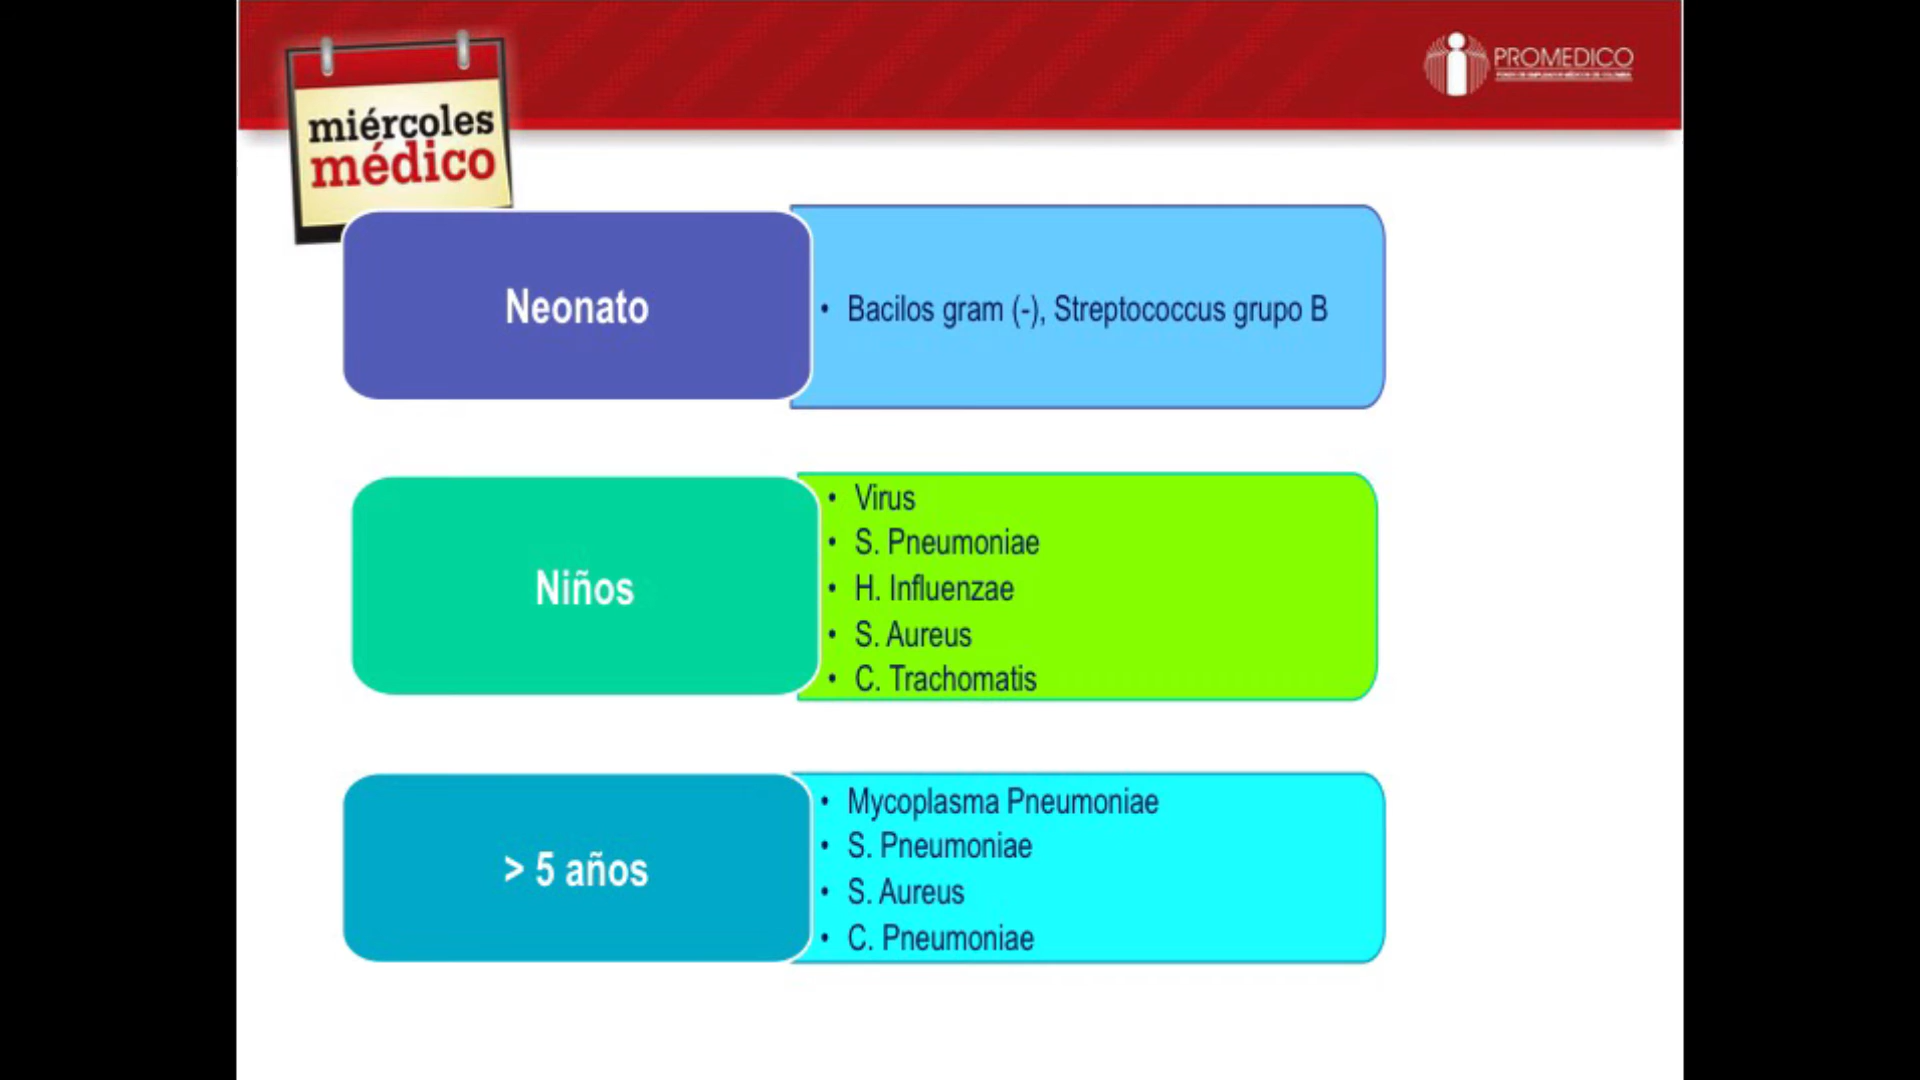 miércoles
médico
PROMEDICO
Neonato
• Bacilos gram (-), Streptococcus grupo B
Niños
• Virus
• S. Pneumoniae
• H. Influenzae
• S. Aureus
• C. Trachomatis
> 5 años
• Mycoplasma Pneumoniae
• S. Pneumoniae
• S. Aureus
• C. Pneumoniae